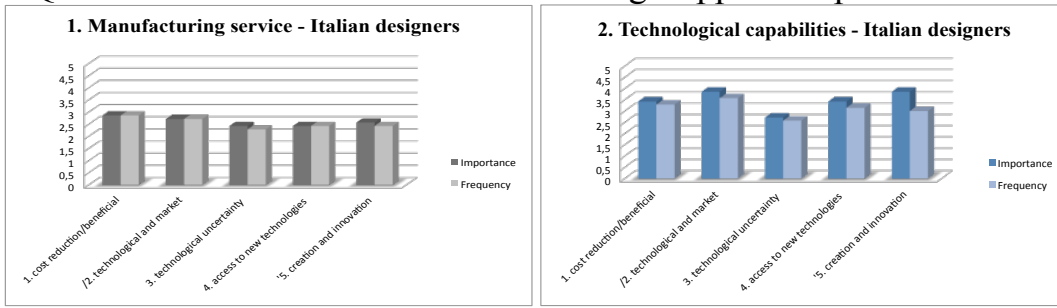 1. Manufacturing service - Italian designers
5
4,5
4
3,5
3
2,5
2
1,5
1
0,5
0
1. cost reduction/beneficial
/2. technological and market
3. technological uncertainty
4. access to new technologies
'5. creation and innovation
Importance
Frequency
2. Technological capabilities - Italian designers
5
4,5
4
3,5
3
2,5
2
1,5
1
0,5
0
1. cost reduction/beneficial
/2. technological and market
3. technological uncertainty
4. access to new technologies
'5. creation and innovation
Importance
Frequency